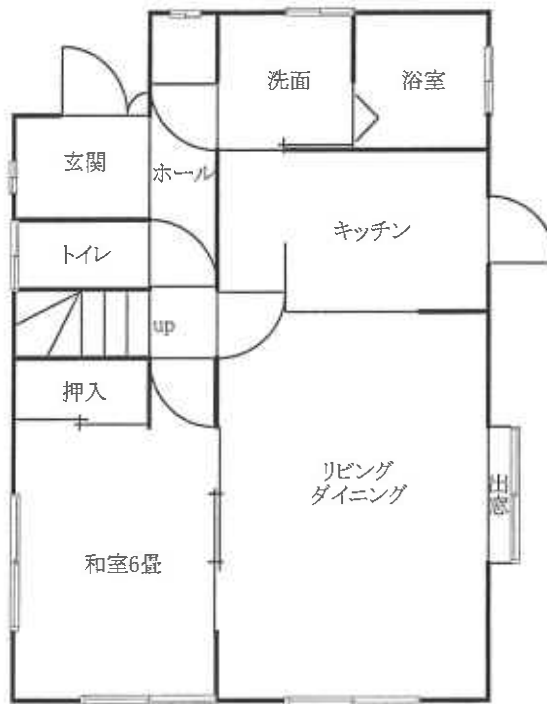 洗面
浴室
玄関
ホール
キッチン
トイレ
up
押入
リビング
ダイニング
出窓
和室6畳